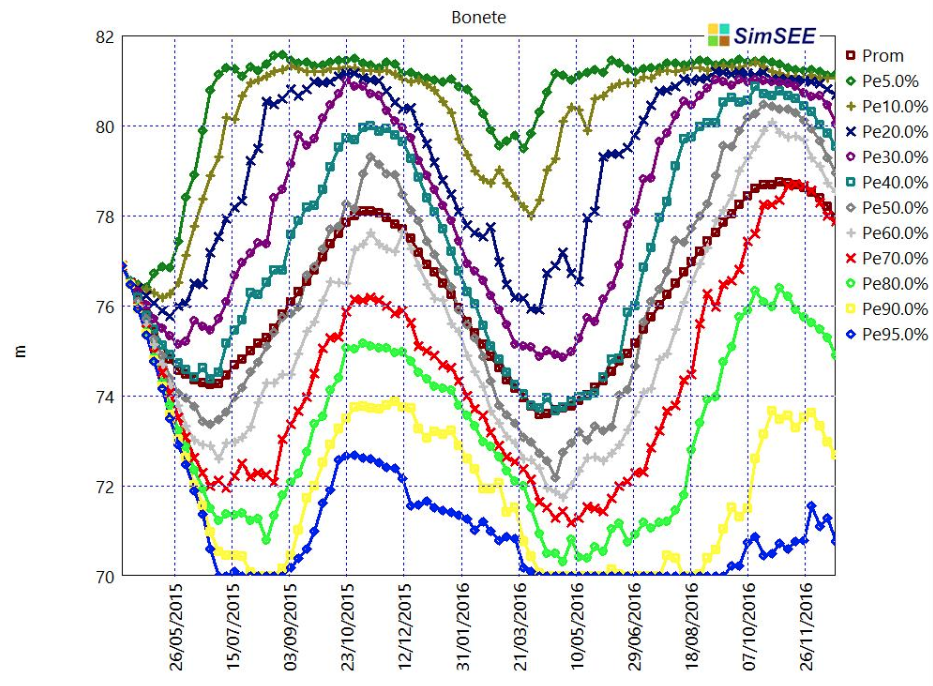 Bonete
SimSEE
82
80
78
76
74
72
70
m
26/05/2015
15/07/2015
03/09/2015
23/10/2015
12/12/2015
31/01/2016
21/03/2016
10/05/2016
29/06/2016
18/08/2016
07/10/2016
26/11/2016
Prom
Pe5.0%
Pe10.0%
Pe20.0%
Pe30.0%
Pe40.0%
Pe50.0%
Pe60.0%
Pe70.0%
Pe80.0%
Pe90.0%
Pe95.0%